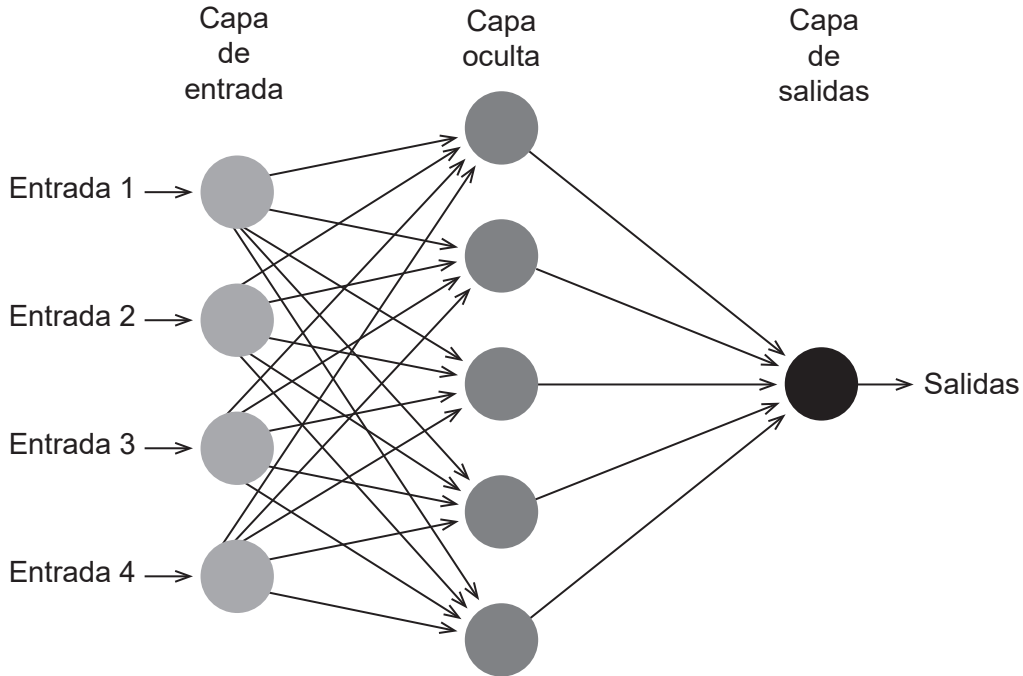 Capa
de
entrada
Capa
oculta
Capa
de
salidas
Entrada 1
Entrada 2
Entrada 3
Entrada 4
Salidas